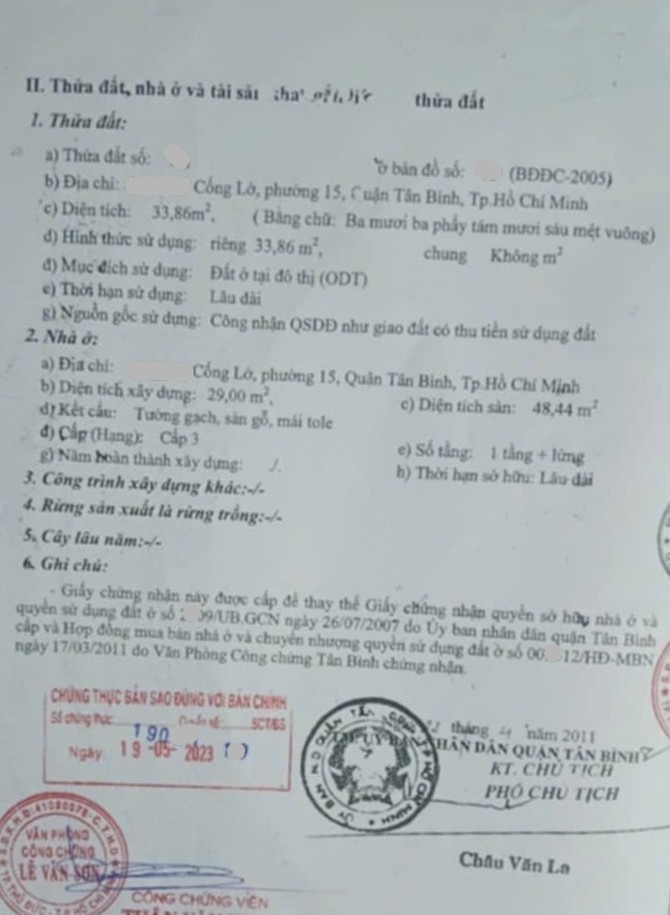 II. Thửa đất, nhà ở và tài sản thửa đất
1. Thửa đất:
a) Thửa đất số: tờ bản đồ số: (BĐĐC-2005)
b) Địa chỉ: Cống Lở, phường 15, Quận Tân Bình, Tp.Hồ Chí Minh
c) Diện tích: 33,86m², ( Bằng chữ: Ba mươi ba phẩy tám mươi sáu mét vuông)
d) Hình thức sử dụng: riêng 33,86 m², chung Không m²
đ) Mục đích sử dụng: Đất ở tại đô thị (ODT)
e) Thời hạn sử dụng: Lâu dài
g) Nguồn gốc sử dụng: Công nhận QSDĐ như giao đất có thu tiền sử dụng đất
2. Nhà ở:
a) Địa chỉ: Cống Lở, phường 15, Quận Tân Bình, Tp.Hồ Chí Minh
b) Diện tích xây dựng: 29,00 m², c) Diện tích sàn: 48,44 m²
d) Kết cấu: Tường gạch, sàn gỗ, mái tole
đ) Cấp (Hạng): Cấp 3 e) Số tầng: 1 tầng + lửng
g) Năm hoàn thành xây dựng: h) Thời hạn sở hữu: Lâu dài
3. Công trình xây dựng khác:-/-
4. Rừng sản xuất là rừng trồng:-/-
5. Cây lâu năm:-/-
6. Ghi chú:
- Giấy chứng nhận này được cấp để thay thế Giấy chứng nhận quyền sở hữu nhà ở và
quyền sử dụng đất ở số 09/UB.GCN ngày 26/07/2007 do Ủy ban nhân dân quận Tân Bình
cấp và Hợp đồng mua bán nhà ở và chuyển nhượng quyền sử dụng đất ở số 00 12/HĐ-MBN
ngày 17/03/2011 do Văn Phòng Công chứng Tân Bình chứng nhận.
CHỨNG THỰC BẢN SAO ĐÚNG VỚI BẢN CHÍNH
Số chứng thực 190 Quyển số SCT/BS
Ngày 19-05-2023
tháng 4 năm 2011
NHÂN DÂN QUẬN TÂN BÌNH
KT. CHỦ TỊCH
PHÓ CHỦ TỊCH
Châu Văn La
VĂN PHÒNG
CÔNG CHỨNG
LÊ VĂN SƠN
CÔNG CHỨNG VIÊN